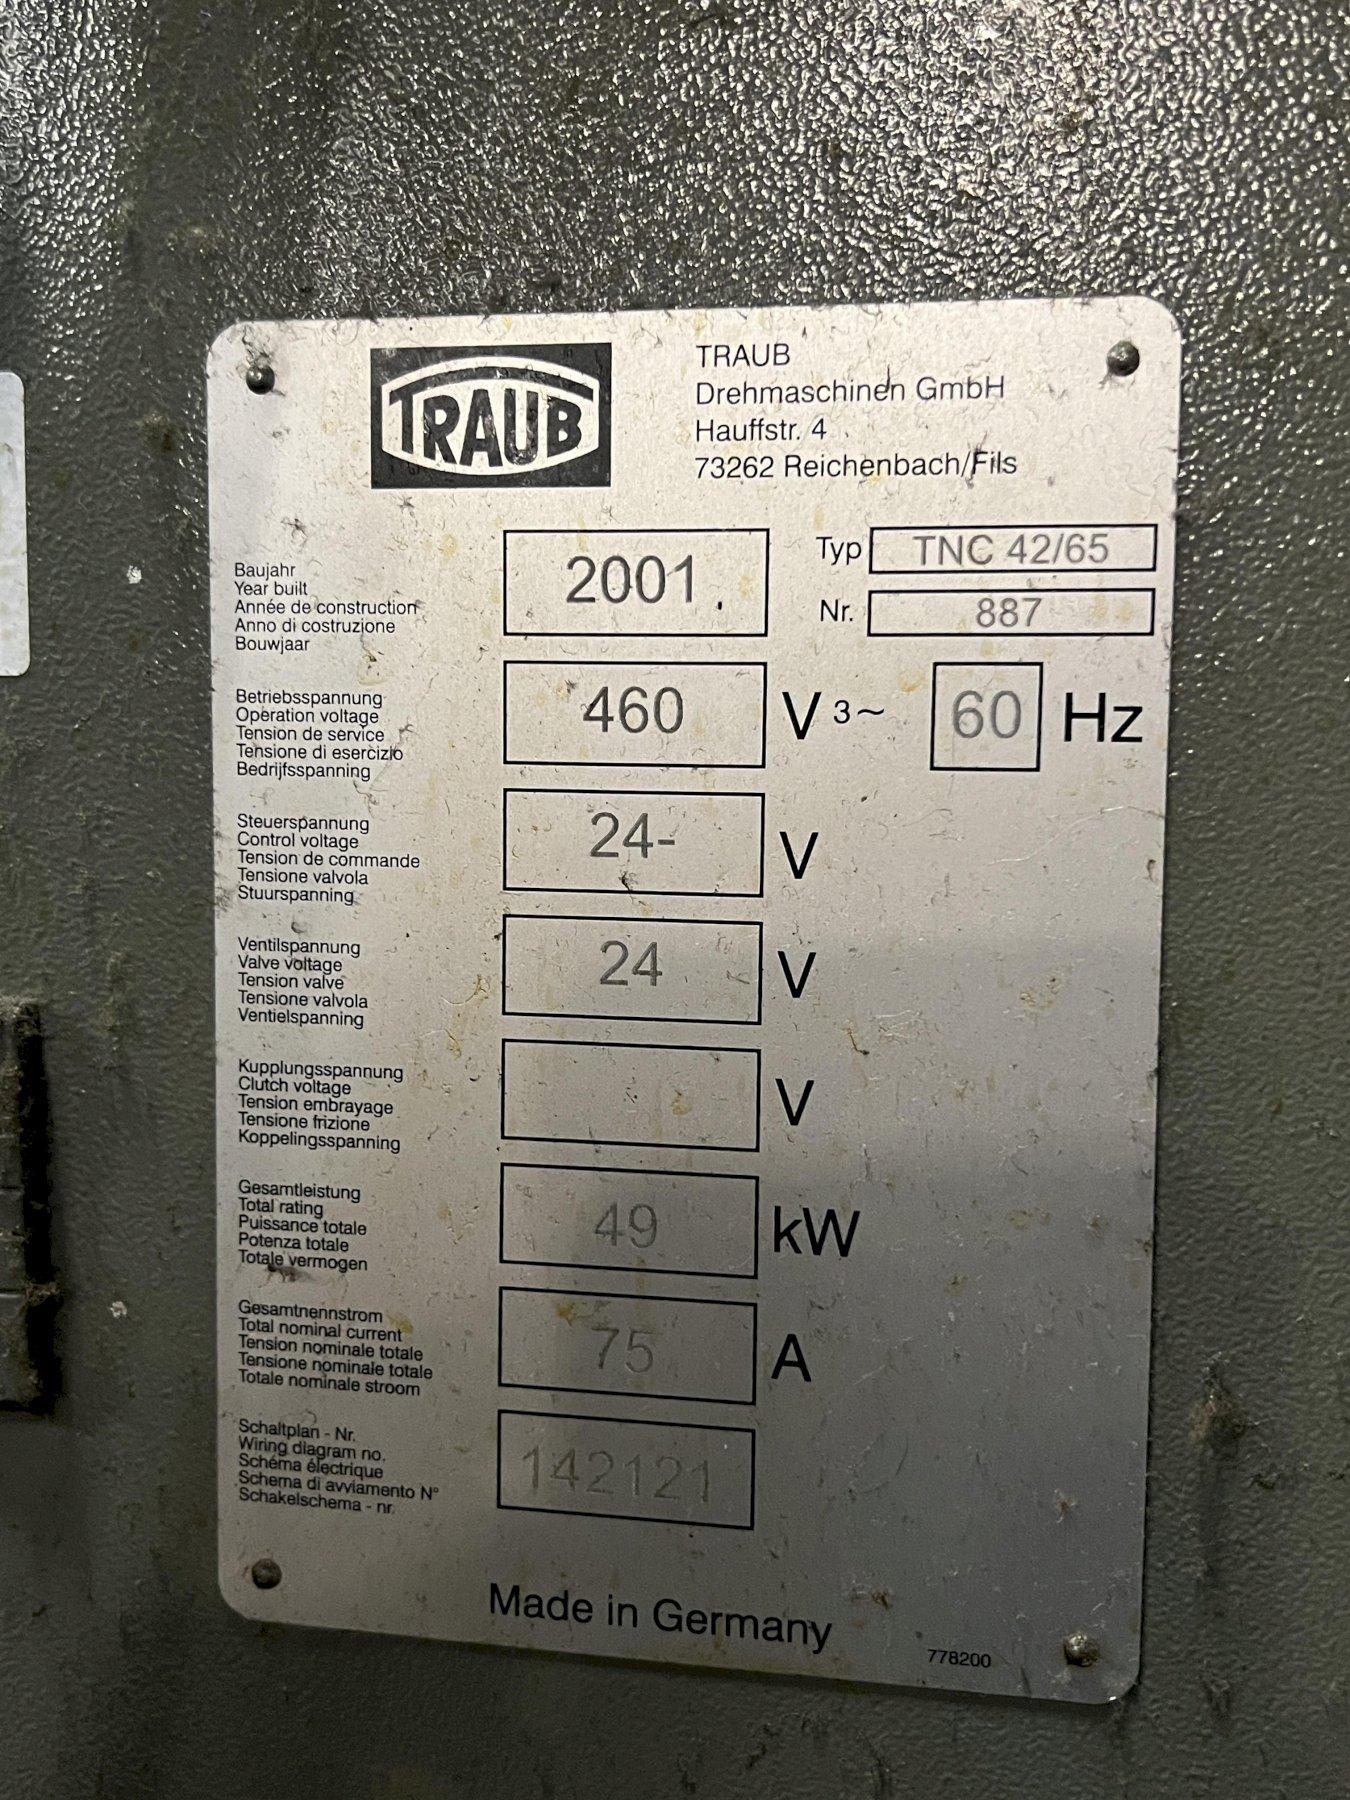 TRAUB
TRAUB
Drehmaschinen GmbH
Hauffstr. 4
73262 Reichenbach/Fils
Baujahr
Year built
Année de construction
Anno di costruzione
Bouwjaar
2001
Typ TNC 42/65
Nr. 887
Betriebsspannung
Operation voltage
Tension de service
Tensione di esercizio
Bedrijfsspanning
460 V 3~ 60 Hz
Steuerspannung
Control voltage
Tension de commande
Tensione valvola
Stuurspanning
24- V
Ventilspannung
Valve voltage
Tension valve
Tensione valvola
Ventielspanning
24 V
Kupplungsspannung
Clutch voltage
Tension embrayage
Tensione frizione
Koppelingsspanning
V
Gesamtleistung
Total rating
Puissance totale
Potenza totale
Totale vermogen
49 kW
Gesamtnennstrom
Total nominal current
Tension nominale totale
Tensione nominale totale
Totale nominale stroom
75 A
Schaltplan - Nr.
Wiring diagram no.
Schéma électrique
Schema di avviamento N°
Schakelschema - nr.
142121
Made in Germany
778200